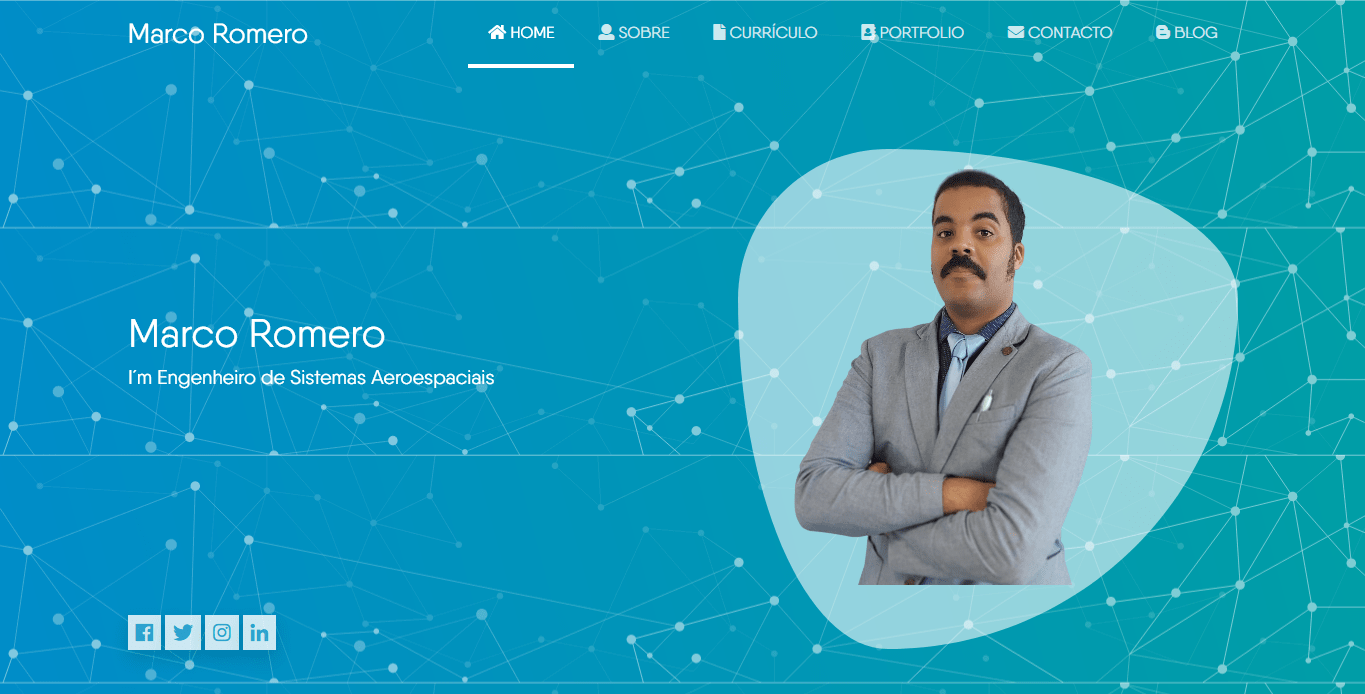 Marco Romero
HOME SOBRE CURRÍCULO PORTFOLIO CONTACTO BLOG
Marco Romero
I´m Engenheiro de Sistemas Aeroespaciais